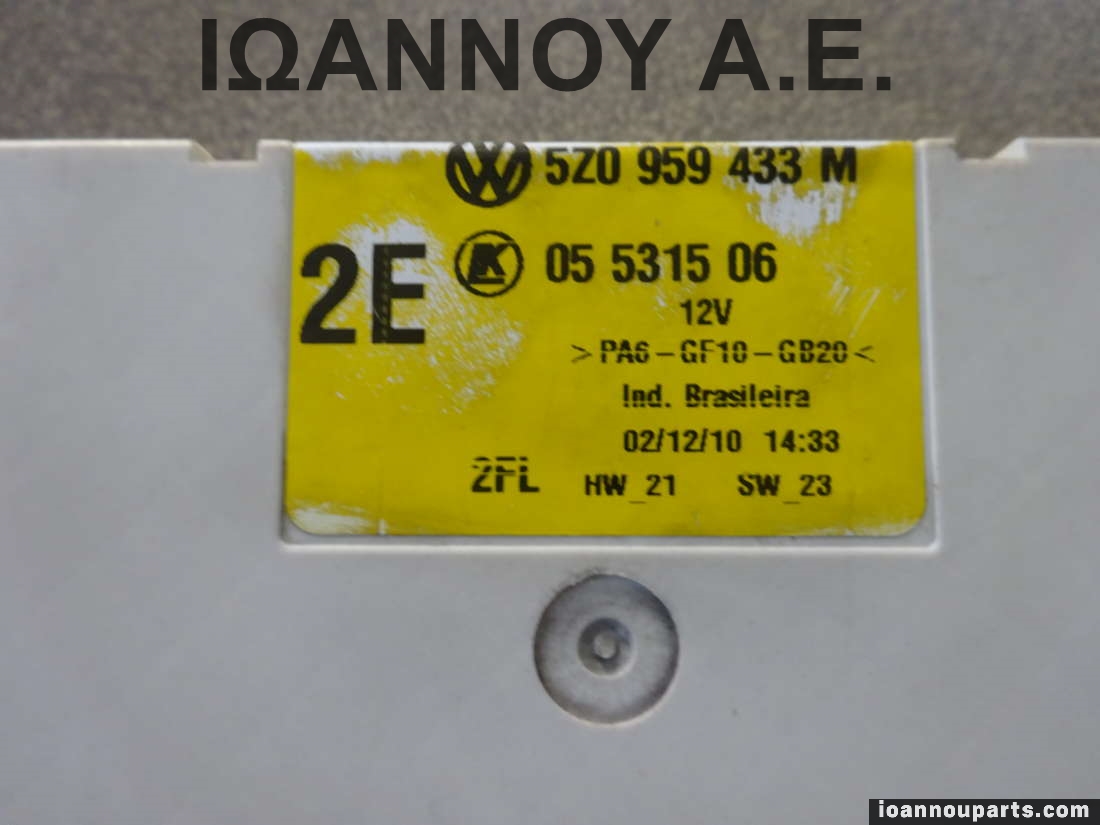 ΙΩΑΝΝΟΥ Α.Ε.
VW 5Z0 959 433 M
2E K 05 5315 06
12V
>PA6-GF10-GB20<
Ind. Brasileira
02/12/10 14:33
2FL HW_21 SW_23
ioannouparts.com